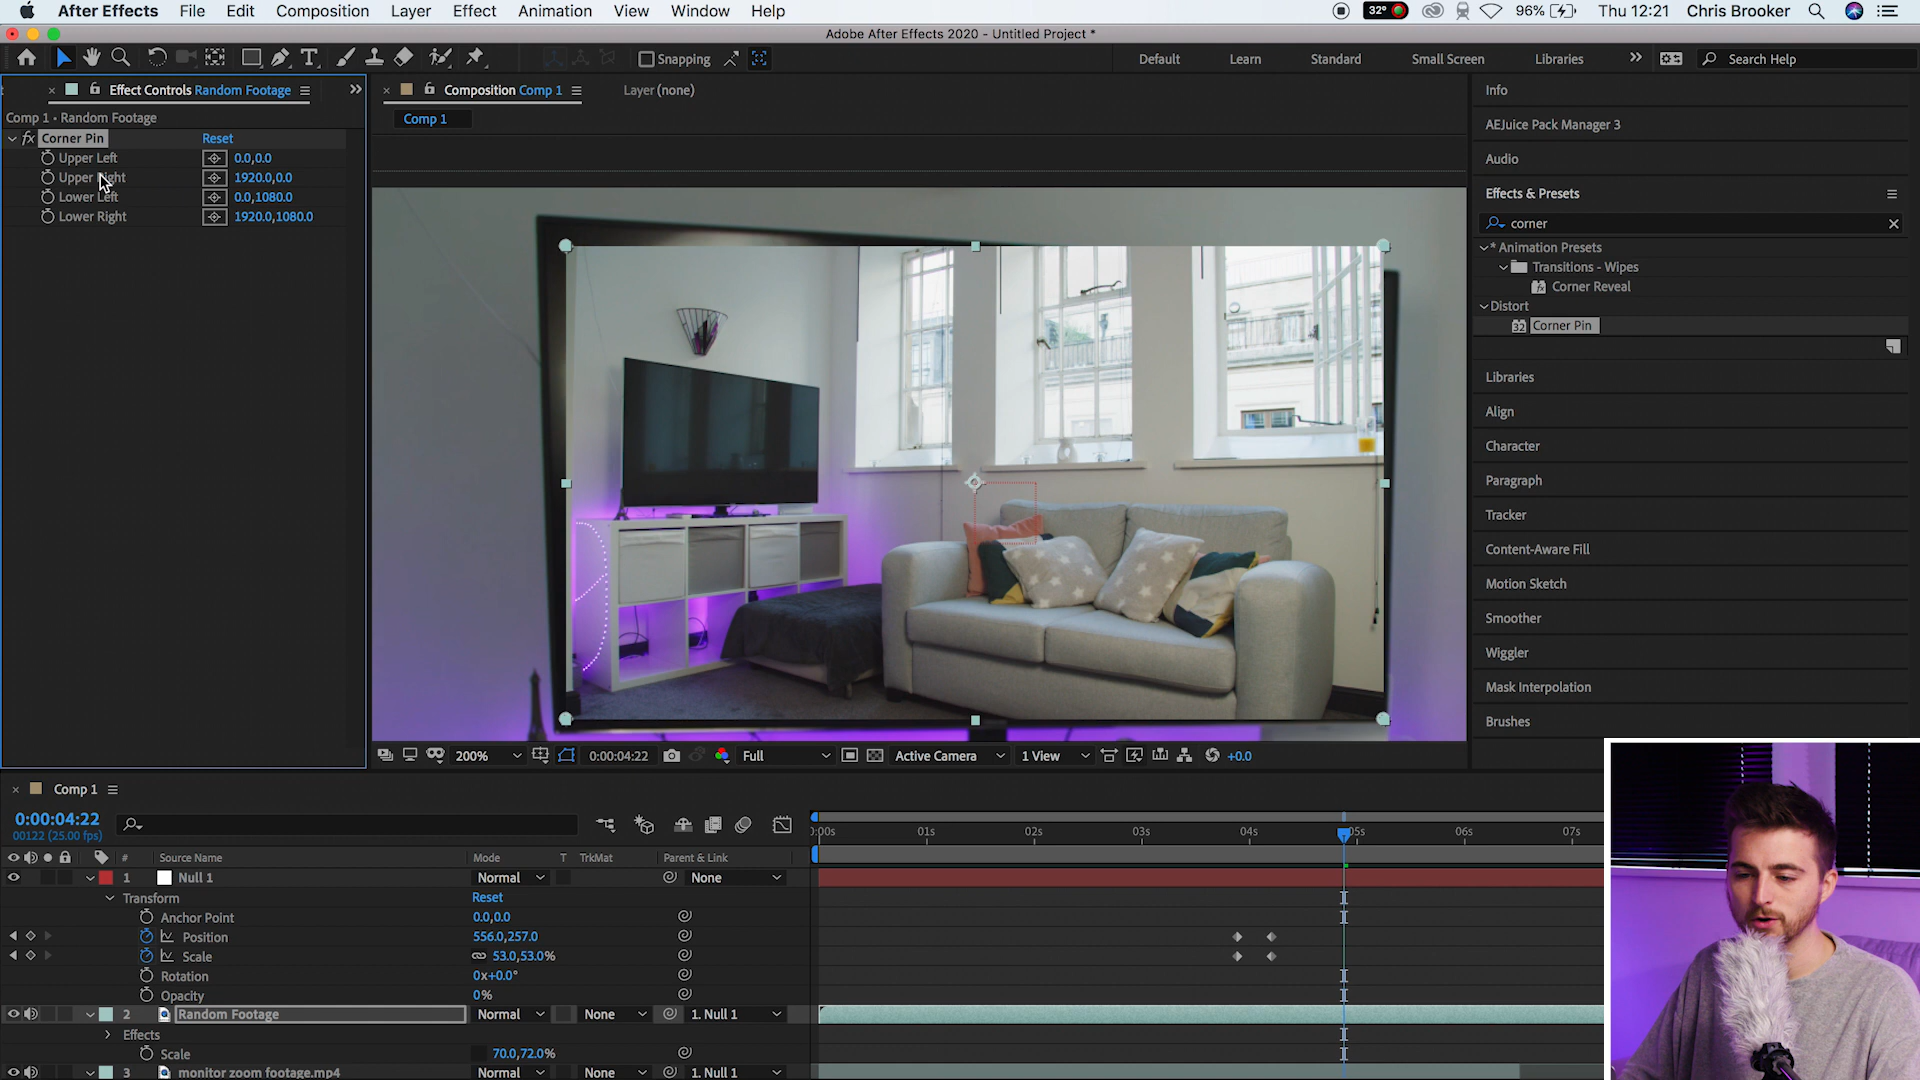 After Effects File Edit Composition Layer Effect Animation View Window Help
32° 96% Thu 12:21 Chris Brooker
Adobe After Effects 2020 - Untitled Project *
Snapping
Default Learn Standard Small Screen Libraries Search Help
Effect Controls Random Footage
Comp 1 • Random Footage
fx Corner Pin Reset
Upper Left 0.0,0.0
Upper Right 1920.0,0.0
Lower Left 0.0,1080.0
Lower Right 1920.0,1080.0
Composition Comp 1
Layer (none)
Comp 1
200% 0:00:04:22 Full Active Camera 1 View +0.0
Info
AEJuice Pack Manager 3
Audio
Effects & Presets
corner
* Animation Presets
Transitions - Wipes
Corner Reveal
Distort
32 Corner Pin
Libraries
Align
Character
Paragraph
Tracker
Content-Aware Fill
Motion Sketch
Smoother
Wiggler
Mask Interpolation
Brushes
Comp 1
0:00:04:22
00122 (25.00 fps)
:00s 01s 02s 03s 04s 05s 06s 07s
# Source Name Mode T TrkMat Parent & Link
1 Null 1 Normal None
Transform Reset
Anchor Point 0.0,0.0
Position 556.0,257.0
Scale 53.0,53.0%
Rotation 0x+0.0°
Opacity 0%
2 Random Footage Normal None 1. Null 1
Effects
Scale 70.0,72.0%
3 monitor zoom footage.mp4 Normal None 1. Null 1